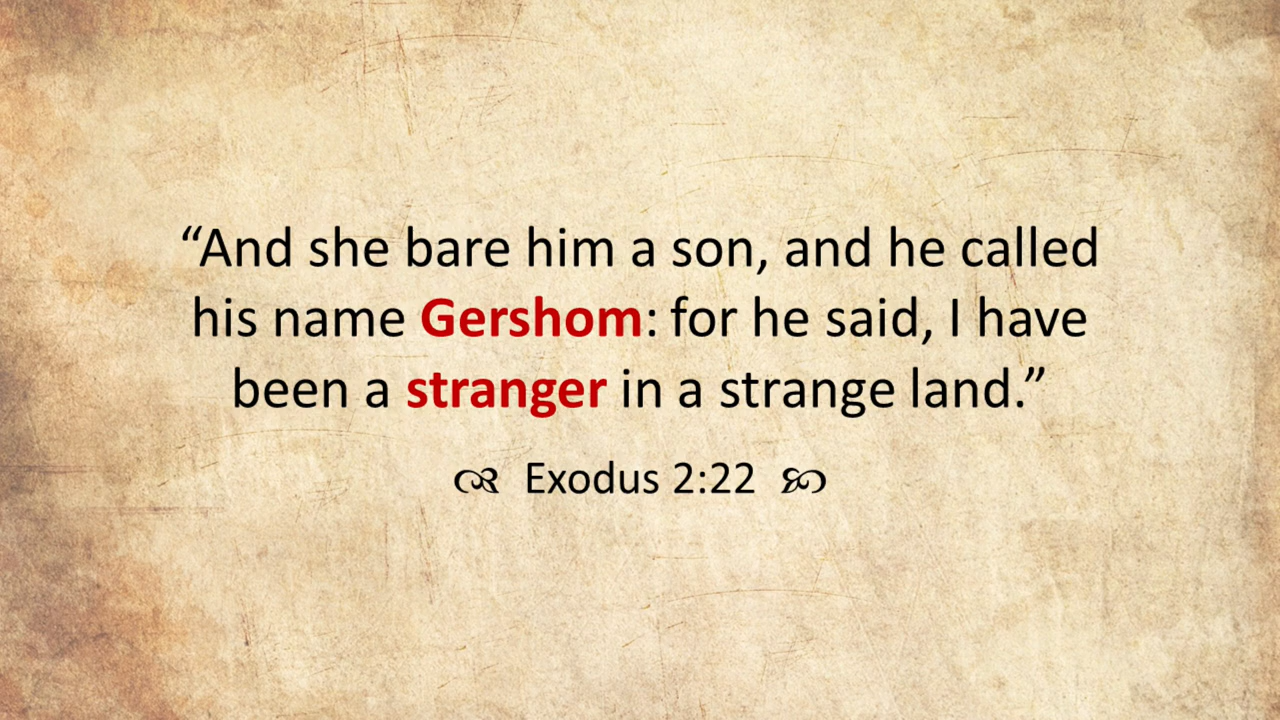 “And she bare him a son, and he called
his name Gershom: for he said, I have
been a stranger in a strange land.”
Exodus 2:22